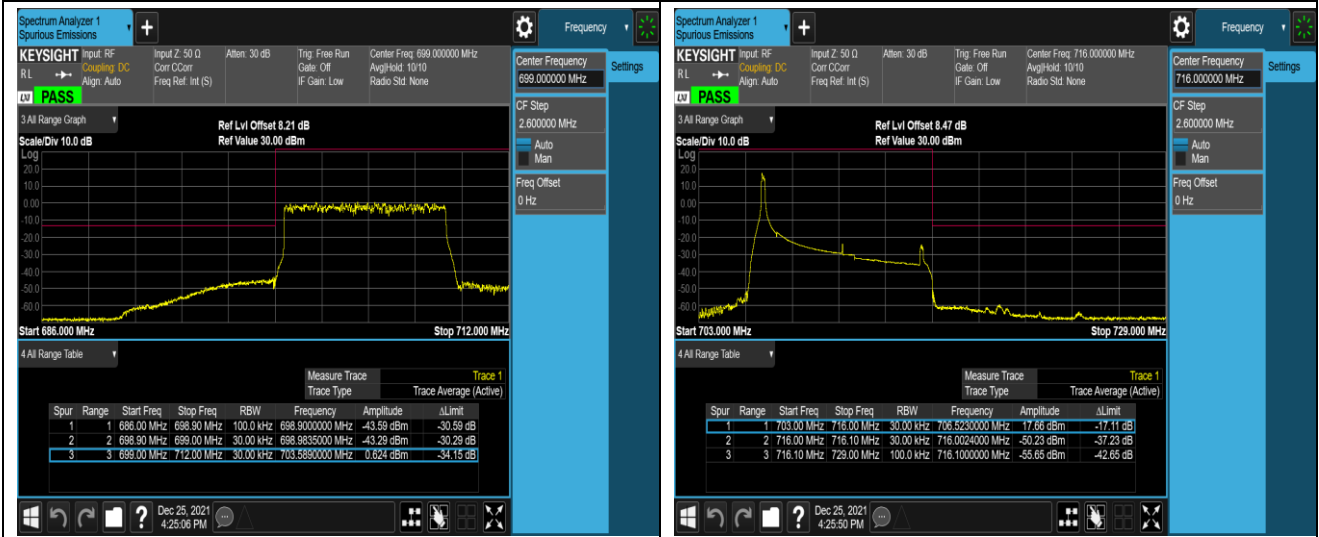 Spectrum Analyzer 1
Spurious Emissions
+
Frequency
KEYSIGHT Input: RF Input Z: 50 Ω Atten: 30 dB Trig: Free Run Center Freq: 699.000000 MHz
Coupling: DC Corr CCorr Gate: Off Avg|Hold: 10/10
RL Align: Auto Freq Ref: Int (S) IF Gain: Low Radio Std: None
LXI PASS
Center Frequency
699.000000 MHz
Settings
CF Step
2.600000 MHz
Auto
Man
Freq Offset
0 Hz
3 All Range Graph
Ref Lvl Offset 8.21 dB
Scale/Div 10.0 dB Ref Value 30.00 dBm
Log
20.0
10.0
0.00
-10.0
-20.0
-30.0
-40.0
-50.0
-60.0
Start 686.000 MHz Stop 712.000 MHz
4 All Range Table
Measure Trace Trace 1
Trace Type Trace Average (Active)
Spur Range Start Freq Stop Freq RBW Frequency Amplitude ΔLimit
1 1 686.00 MHz 698.90 MHz 100.0 kHz 698.9000000 MHz -43.59 dBm -30.59 dB
2 2 698.90 MHz 699.00 MHz 30.00 kHz 698.9835000 MHz -43.29 dBm -30.29 dB
3 3 699.00 MHz 712.00 MHz 30.00 kHz 703.5890000 MHz 0.624 dBm -34.15 dB
? Dec 25, 2021
4:25:06 PM
Spectrum Analyzer 1
Spurious Emissions
+
Frequency
KEYSIGHT Input: RF Input Z: 50 Ω Atten: 30 dB Trig: Free Run Center Freq: 716.000000 MHz
Coupling: DC Corr CCorr Gate: Off Avg|Hold: 10/10
RL Align: Auto Freq Ref: Int (S) IF Gain: Low Radio Std: None
LXI PASS
Center Frequency
716.000000 MHz
Settings
CF Step
2.600000 MHz
Auto
Man
Freq Offset
0 Hz
3 All Range Graph
Ref Lvl Offset 8.47 dB
Scale/Div 10.0 dB Ref Value 30.00 dBm
Log
20.0
10.0
0.00
-10.0
-20.0
-30.0
-40.0
-50.0
-60.0
Start 703.000 MHz Stop 729.000 MHz
4 All Range Table
Measure Trace Trace 1
Trace Type Trace Average (Active)
Spur Range Start Freq Stop Freq RBW Frequency Amplitude ΔLimit
1 1 703.00 MHz 716.00 MHz 30.00 kHz 706.5230000 MHz 17.66 dBm -17.11 dB
2 2 716.00 MHz 716.10 MHz 30.00 kHz 716.0024000 MHz -50.23 dBm -37.23 dB
3 3 716.10 MHz 729.00 MHz 100.0 kHz 716.1000000 MHz -55.65 dBm -42.65 dB
? Dec 25, 2021
4:25:50 PM